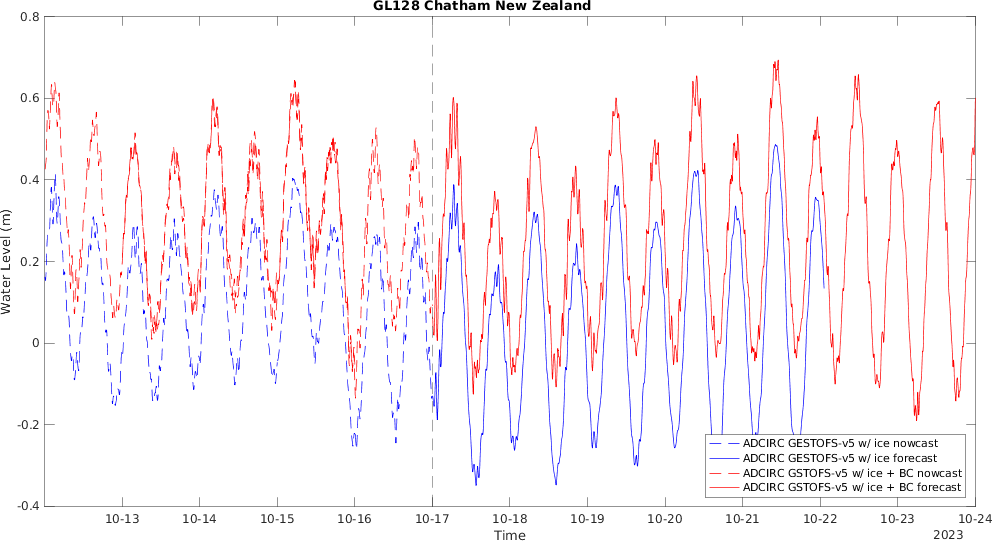 GL128 Chatham New Zealand
0.8
0.6
0.4
0.2
0
-0.2
-0.4
Water Level (m)
ADCIRC GESTOFS-v5 w/ ice nowcast
ADCIRC GESTOFS-v5 w/ ice forecast
ADCIRC GSTOFS-v5 w/ ice + BC nowcast
ADCIRC GSTOFS-v5 w/ ice + BC forecast
10-13 10-14 10-15 10-16 10-17 10-18 10-19 10-20 10-21 10-22 10-23 10-24
Time
2023